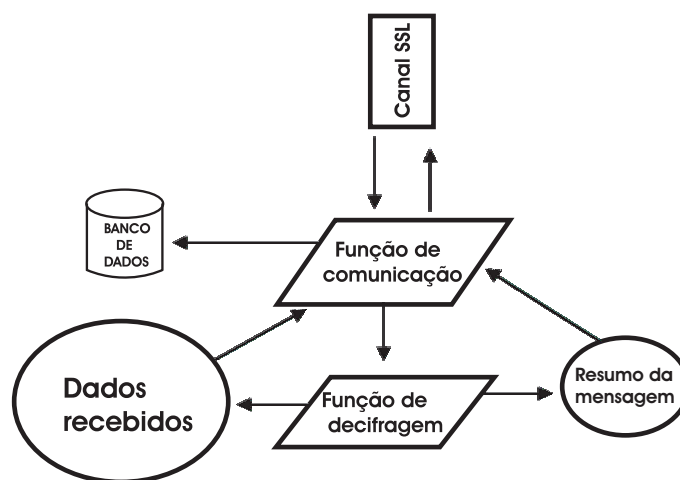 Canal SSL
BANCO
DE
DADOS
Função de
comunicação
Dados
recebidos
Função de
decifragem
Resumo da
mensagem